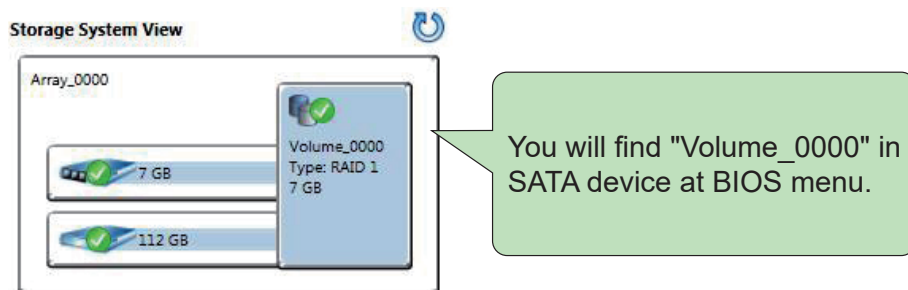 Storage System View
Array_0000
Volume_0000
Type: RAID 1
7 GB
7 GB
112 GB
You will find "Volume_0000" in
SATA device at BIOS menu.